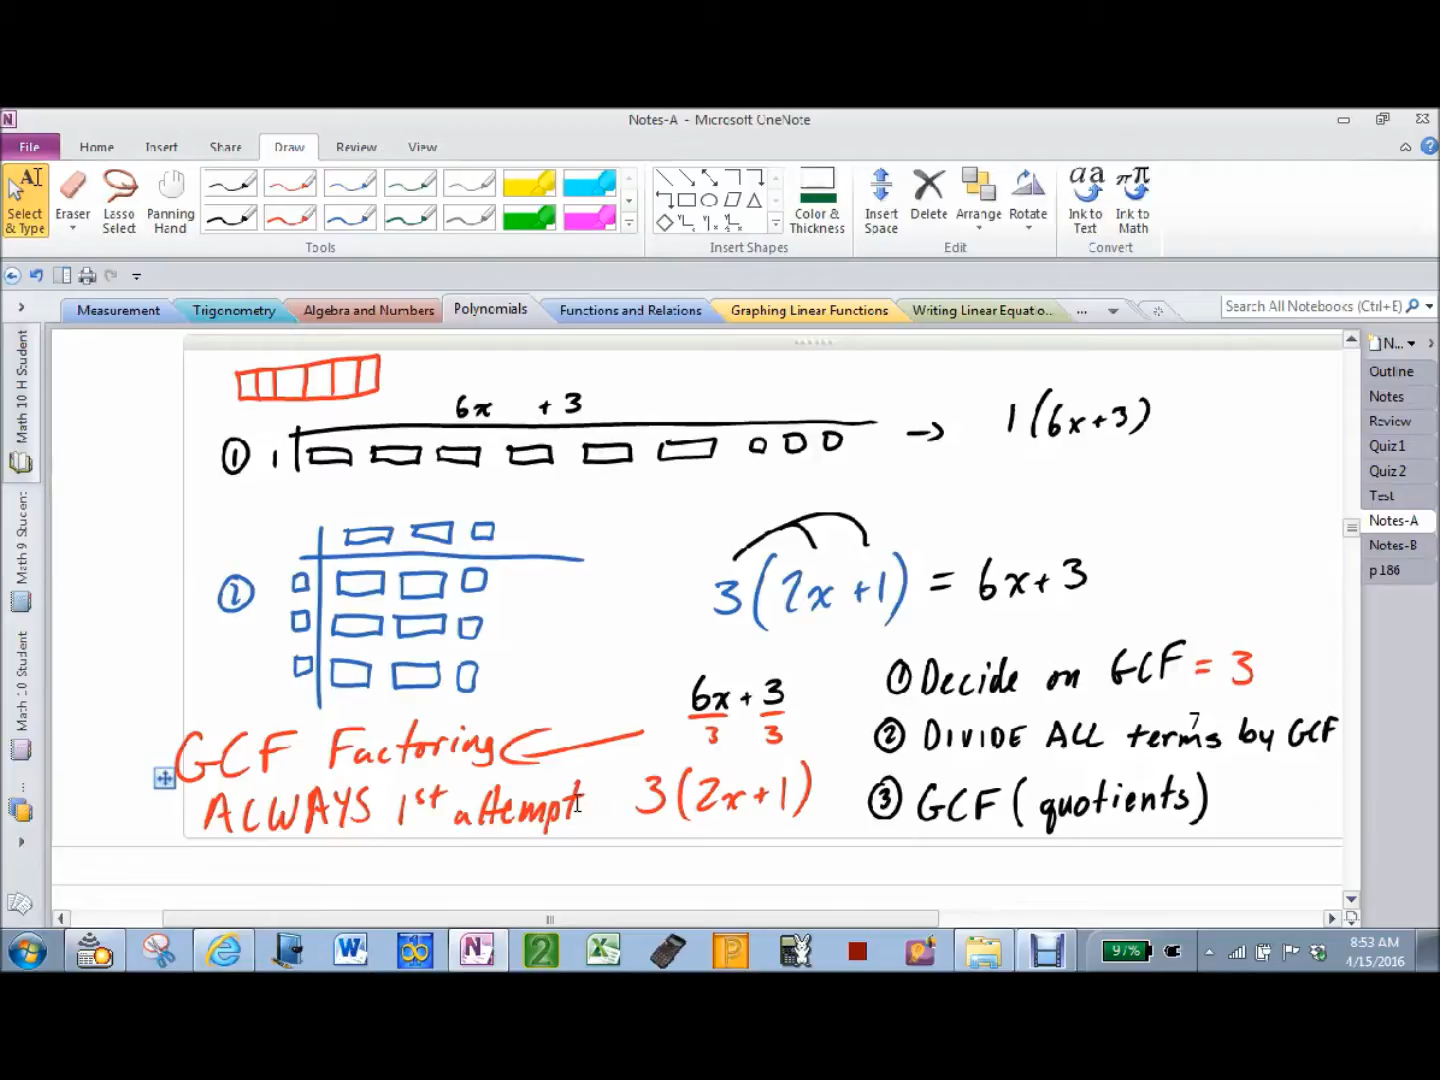 Notes-A - Microsoft OneNote
File Home Insert Share Draw Review View
Select & Type
Eraser
Lasso Select
Panning Hand
Color & Thickness
Insert Space
Delete
Arrange
Rotate
Ink to Text
Ink to Math
Tools Insert Shapes Edit Convert
Measurement Trigonometry Algebra and Numbers Polynomials Functions and Relations Graphing Linear Functions Writing Linear Equatio... ... Search All Notebooks (Ctrl+E)
Math 10 H Student
Math 9 Studen
Math 10 Student
N...
Outline
Notes
Review
Quiz1
Quiz 2
Test
Notes-A
Notes-B
p186
6x + 3
① 1 → 1(6x+3)
② 3(2x+1) = 6x+3
6x + 3
3 3
3(2x+1)
GCF Factoring
ALWAYS 1st attempt
① Decide on GCF = 3
② DIVIDE ALL terms by GCF
③ GCF (quotients)
97%
8:53 AM
4/15/2016